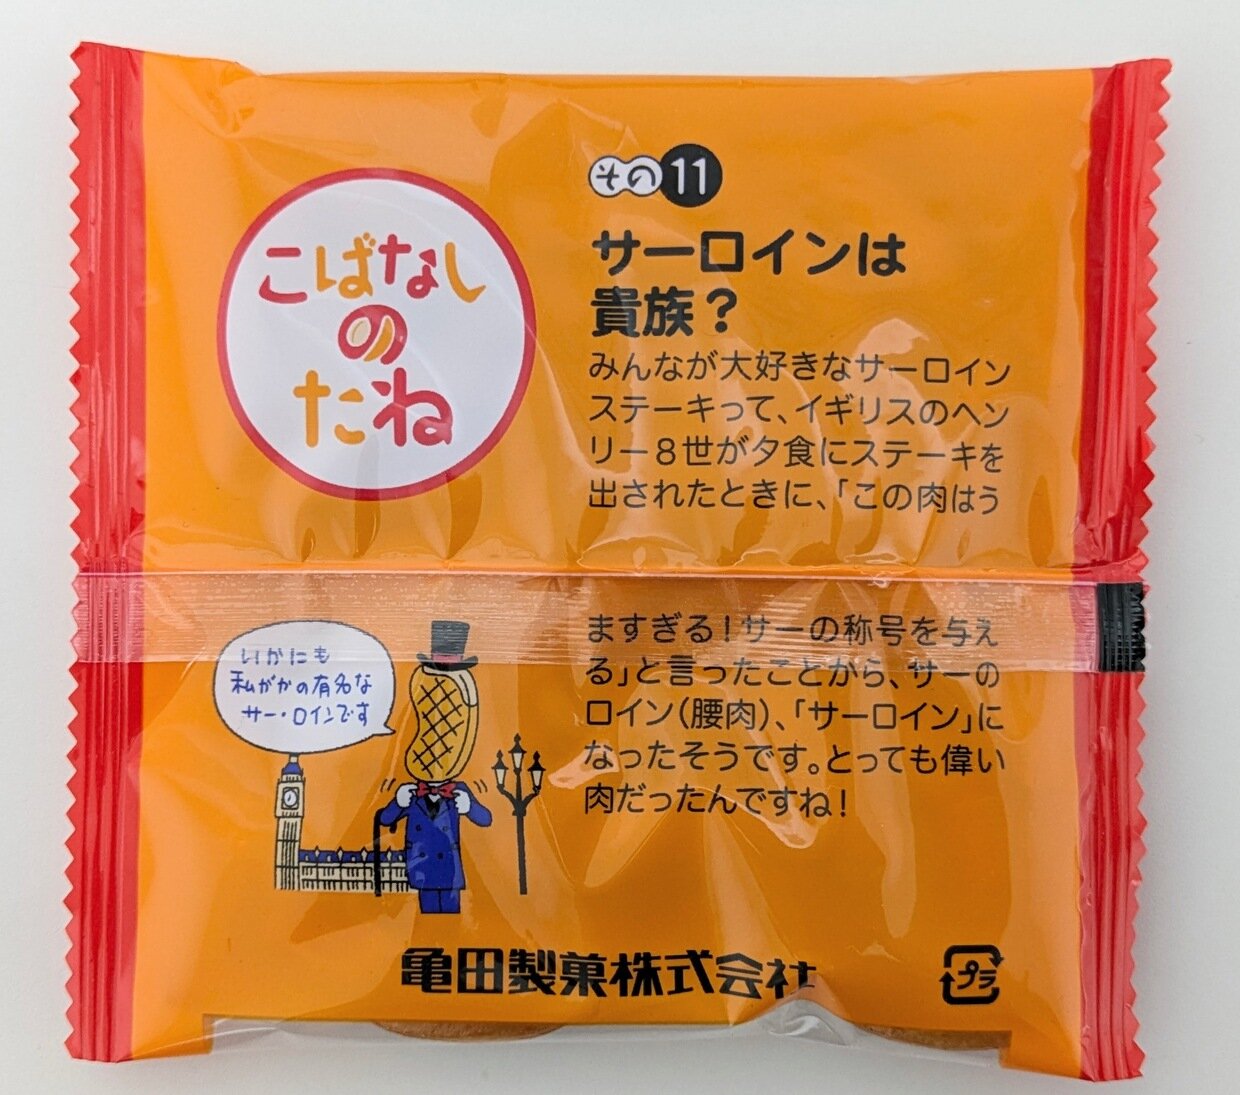 こばなし
の
たね
その11
サーロインは
貴族？
みんなが大好きなサーロイン
ステーキって、イギリスのヘン
リー8世が夕食にステーキを
出されたときに、「この肉はう
ますぎる！サーの称号を与え
る」と言ったことから、サーの
ロイン(腰肉)、「サーロイン」に
なったそうです。とっても偉い
肉だったんですね！
いかにも
私がかの有名な
サー・ロインです
亀田製菓株式会社
プラ